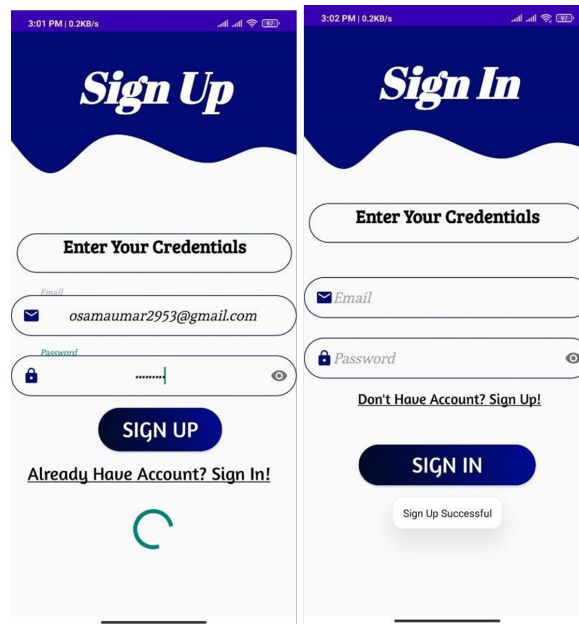 3:01 PM | 0.2KB/s
97
Sign Up
Enter Your Credentials
Email
osamaumar2953@gmail.com
Password
SIGN UP
Already Have Account? Sign In!
3:02 PM | 0.2KB/s
97
Sign In
Enter Your Credentials
Email
Password
Don't Have Account? Sign Up!
SIGN IN
Sign Up Successful